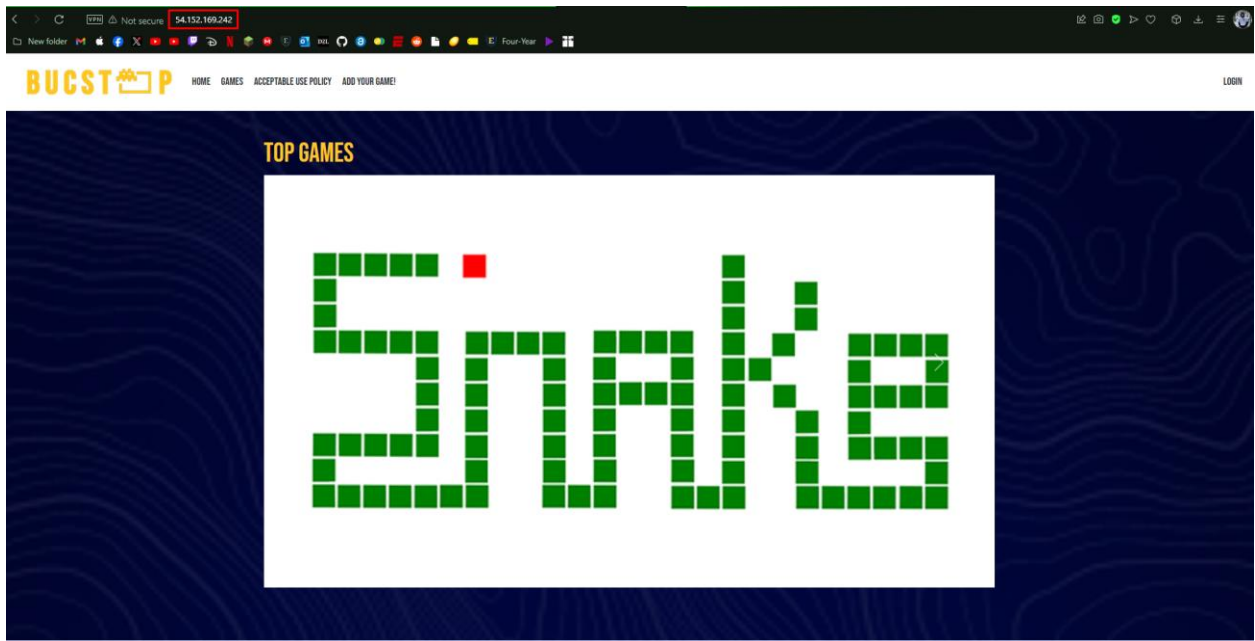 VPN Not secure 54.152.169.242
New folder Four-Year
BUCSTOP HOME GAMES ACCEPTABLE USE POLICY ADD YOUR GAME! LOGIN
TOP GAMES
Snake